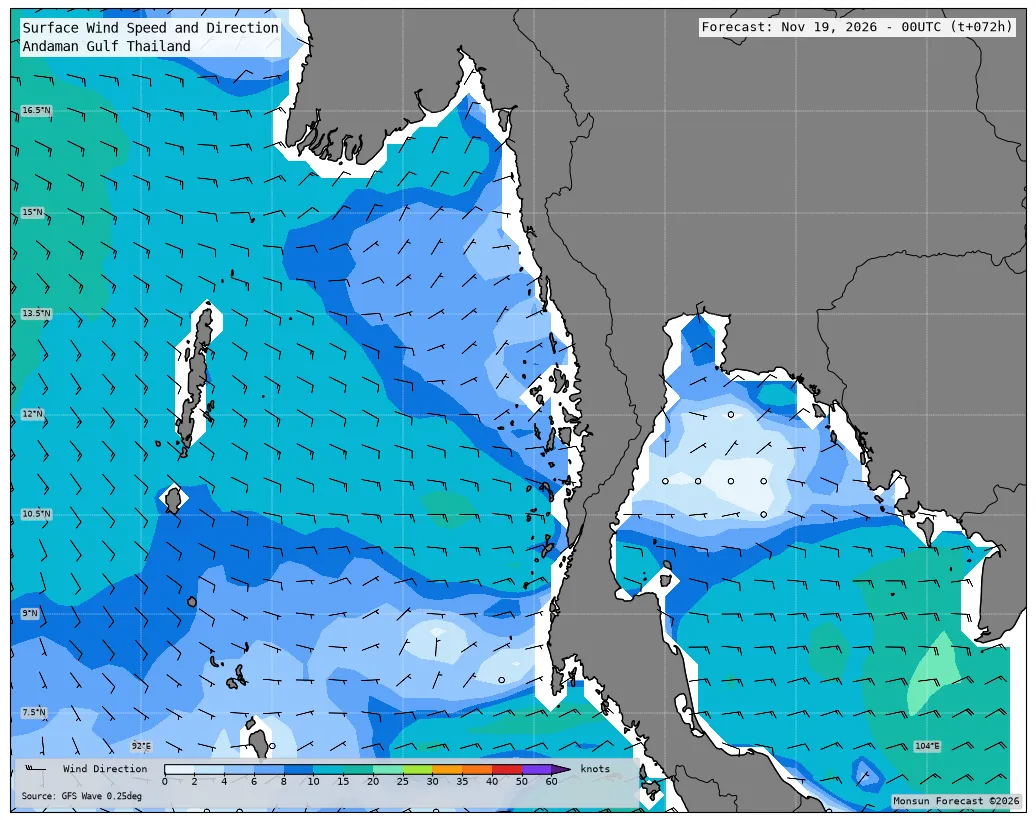 Surface Wind Speed and Direction
Andaman Gulf Thailand
Forecast: Nov 19, 2026 - 00UTC (t+072h)
16.5°N
15°N
13.5°N
12°N
10.5°N
9°N
7.5°N
92°E
104°E
Wind Direction
knots
0 2 4 6 8 10 15 20 25 30 35 40 45 50 60
Source: GFS Wave 0.25deg
Monsun Forecast ©2026